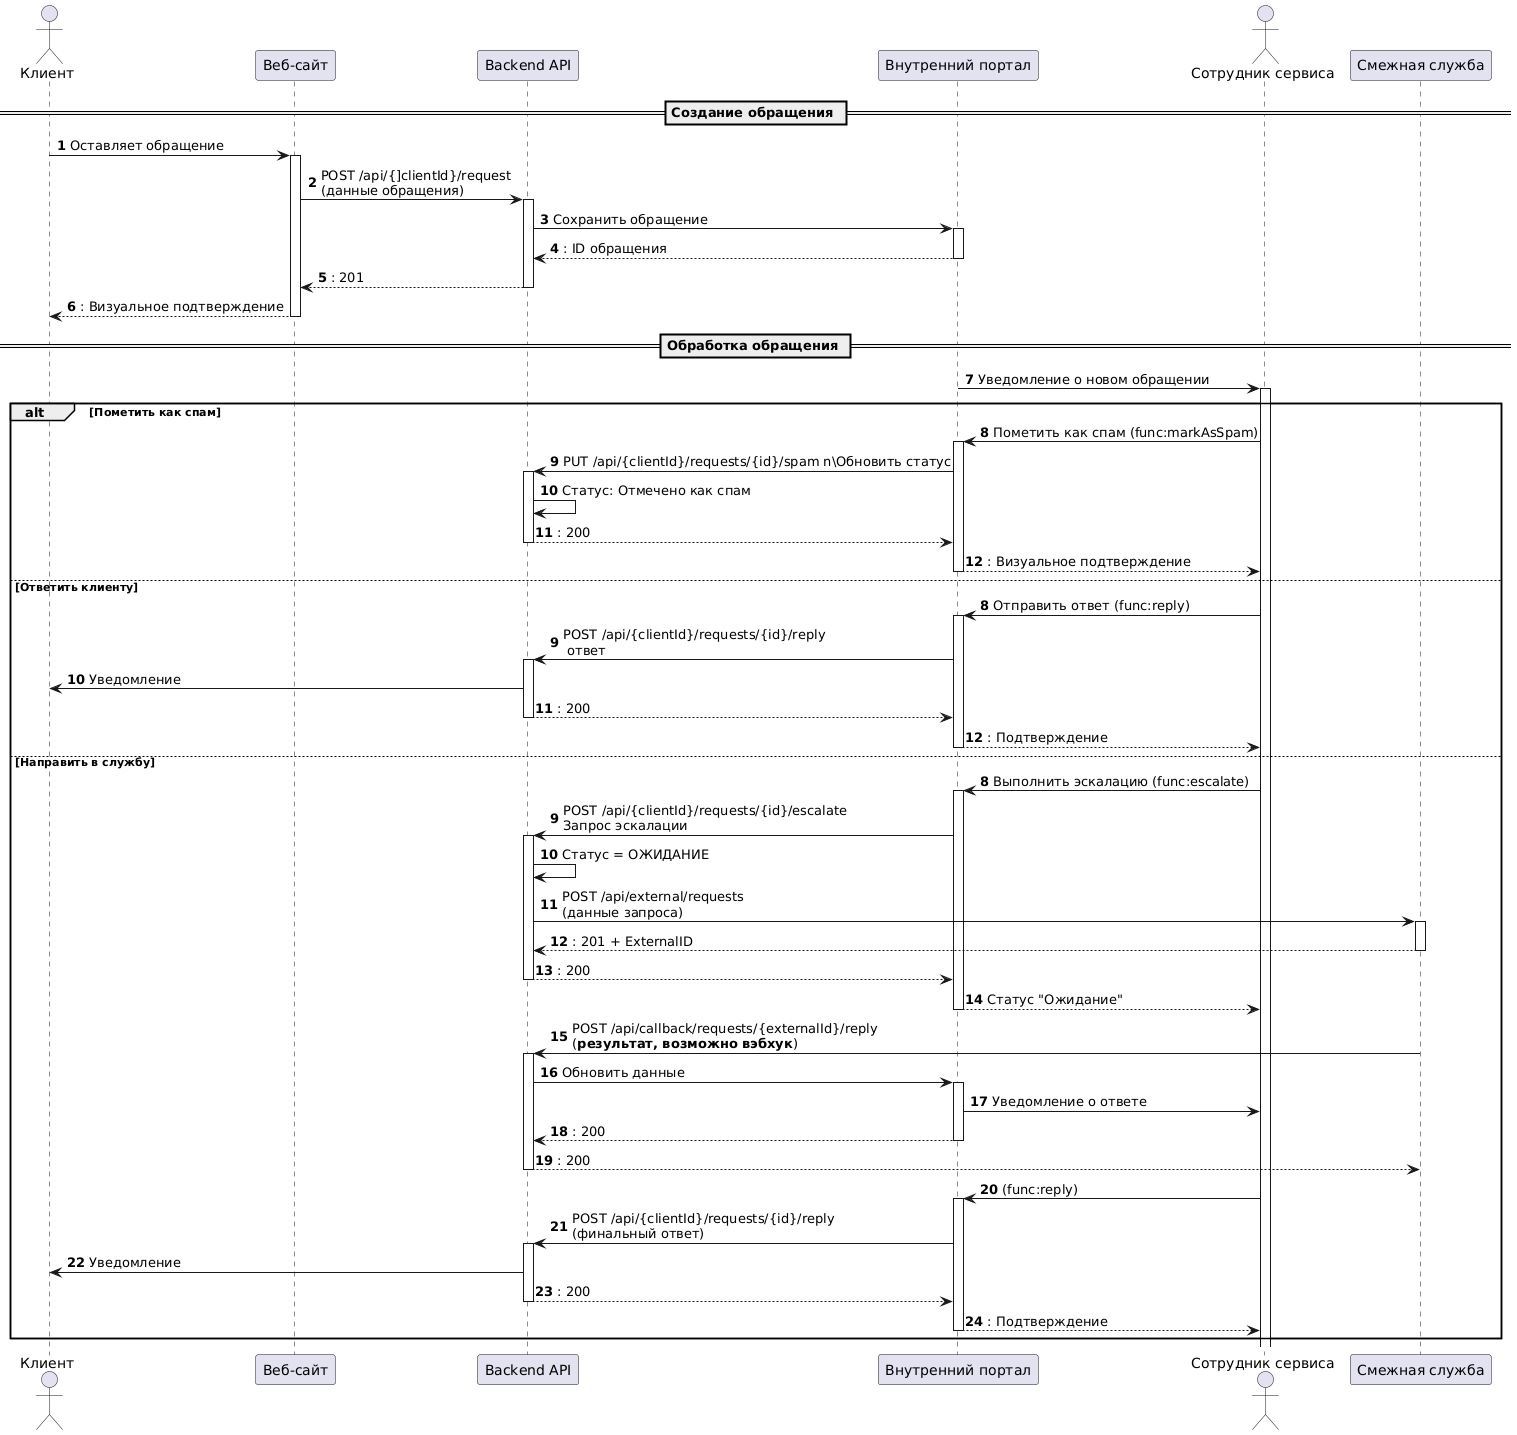 Клиент
Веб-сайт
Backend API
Внутренний портал
Сотрудник сервиса
Смежная служба
Создание обращения
1 Оставляет обращение
2 POST /api/{]clientId}/request
(данные обращения)
3 Сохранить обращение
4 : ID обращения
5 : 201
6 : Визуальное подтверждение
Обработка обращения
7 Уведомление о новом обращении
alt [Пометить как спам]
8 Пометить как спам (func:markAsSpam)
9 PUT /api/{clientId}/requests/{id}/spam n\Обновить статус
10 Статус: Отмечено как спам
11 : 200
12 : Визуальное подтверждение
[Ответить клиенту]
8 Отправить ответ (func:reply)
9 POST /api/{clientId}/requests/{id}/reply
ответ
10 Уведомление
11 : 200
12 : Подтверждение
[Направить в службу]
8 Выполнить эскалацию (func:escalate)
9 POST /api/{clientId}/requests/{id}/escalate
Запрос эскалации
10 Статус = ОЖИДАНИЕ
11 POST /api/external/requests
(данные запроса)
12 : 201 + ExternalID
13 : 200
14 Статус "Ожидание"
15 POST /api/callback/requests/{externalId}/reply
(результат, возможно вэбхук)
16 Обновить данные
17 Уведомление о ответе
18 : 200
19 : 200
20 (func:reply)
21 POST /api/{clientId}/requests/{id}/reply
(финальный ответ)
22 Уведомление
23 : 200
24 : Подтверждение
Клиент
Веб-сайт
Backend API
Внутренний портал
Сотрудник сервиса
Смежная служба